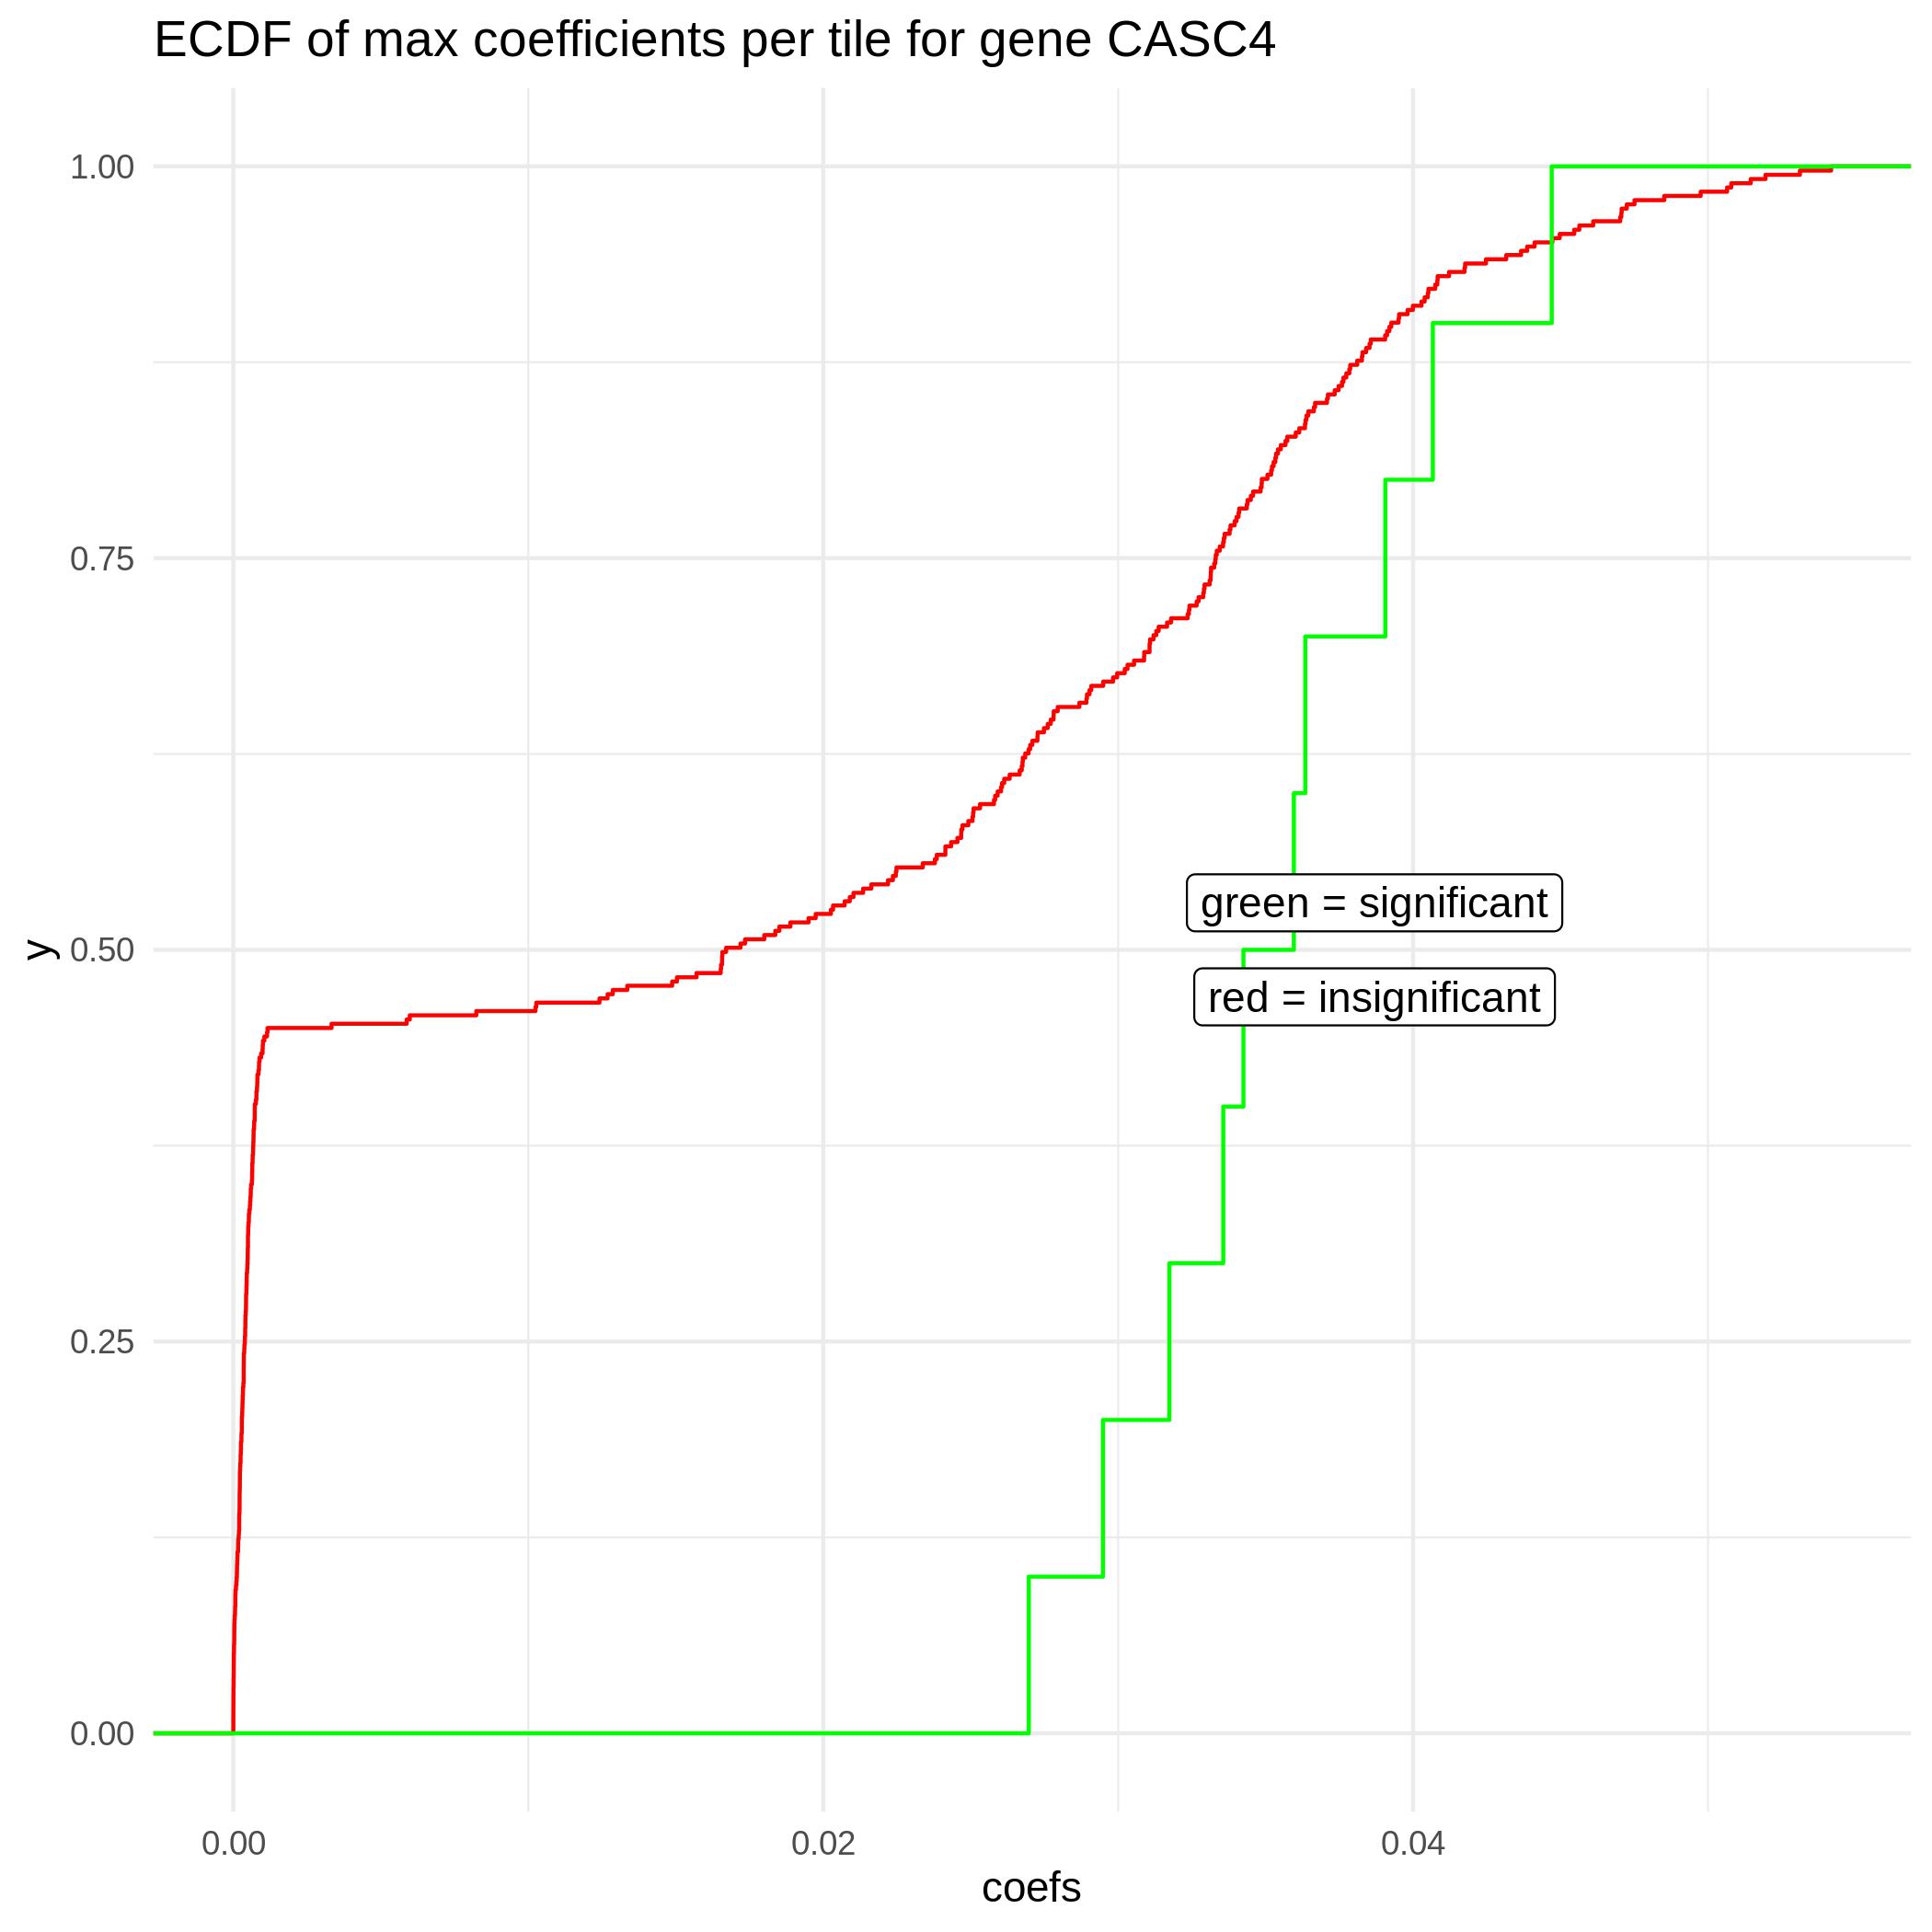 ECDF of max coefficients per tile for gene CASC4
1.00
0.75
0.50
0.25
0.00
y
green = significant
red = insignificant
0.00 0.02 0.04
coefs